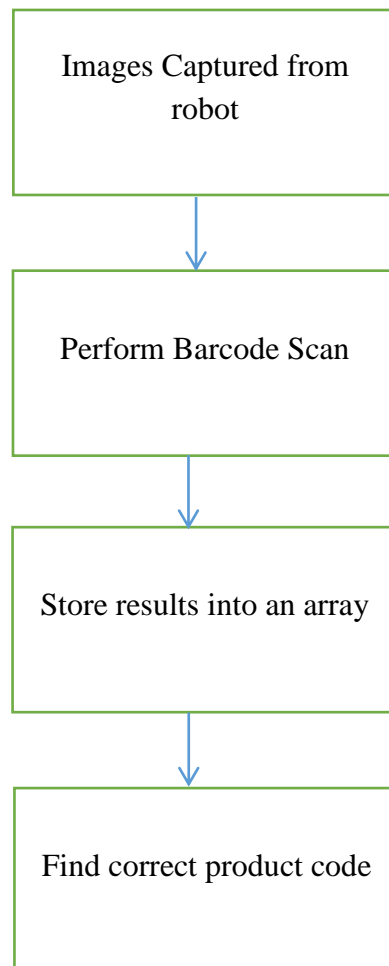 Images Captured from
robot
Perform Barcode Scan
Store results into an array
Find correct product code